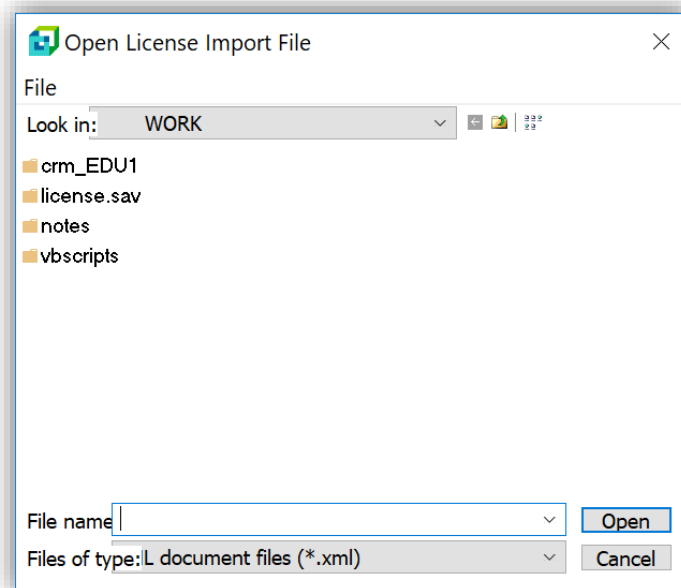 Open License Import File
File
Look in: WORK
crm_EDU1
license.sav
notes
vbscripts
File name
Open
Files of type: L document files (*.xml)
Cancel